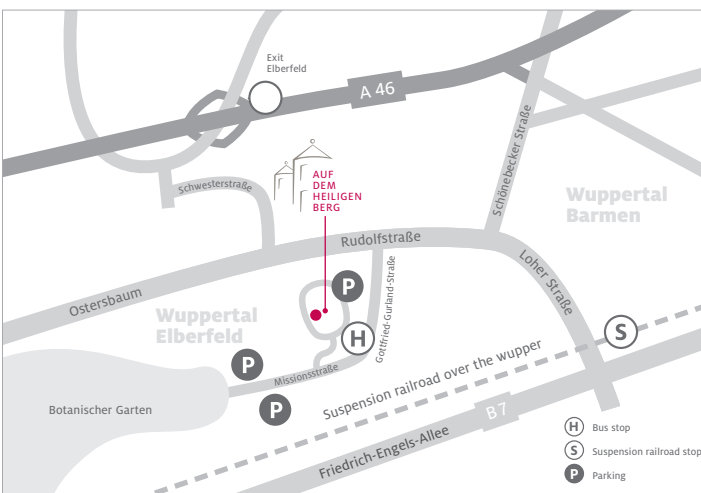 Exit
Elberfeld
A 46
Schönebecker Straße
AUF
DEM
HEILIGEN
BERG
Schwesterstraße
Wuppertal
Barmen
Rudolfstraße
Loher Straße
Gottfried-Gurland-Straße
Ostersbaum
P
Wuppertal
Elberfeld
H
S
P
Missionsstraße
Suspension railroad over the wupper
P
Botanischer Garten
B7
Friedrich-Engels-Allee
H Bus stop
S Suspension railroad stop
P Parking